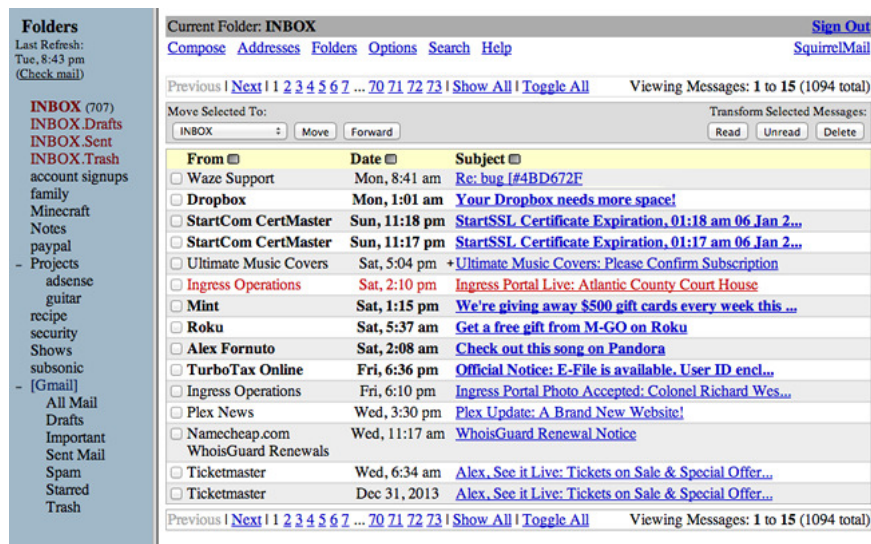 Folders
Last Refresh:
Tue, 8:43 pm
(Check mail)
INBOX (707)
INBOX.Drafts
INBOX.Sent
INBOX.Trash
account signups
family
Minecraft
Notes
paypal
- Projects
adsense
guitar
recipe
security
Shows
subsonic
- [Gmail]
All Mail
Drafts
Important
Sent Mail
Spam
Starred
Trash
Current Folder: INBOX Sign Out
Compose Addresses Folders Options Search Help SquirrelMail
Previous | Next | 1 2 3 4 5 6 7 ... 70 71 72 73 | Show All | Toggle All Viewing Messages: 1 to 15 (1094 total)
Move Selected To: Transform Selected Messages:
INBOX Move Forward Read Unread Delete
From Date Subject
Waze Support Mon, 8:41 am Re: bug [#4BD672F
Dropbox Mon, 1:01 am Your Dropbox needs more space!
StartCom CertMaster Sun, 11:18 pm StartSSL Certificate Expiration, 01:18 am 06 Jan 2...
StartCom CertMaster Sun, 11:17 pm StartSSL Certificate Expiration, 01:17 am 06 Jan 2...
Ultimate Music Covers Sat, 5:04 pm +Ultimate Music Covers: Please Confirm Subscription
Ingress Operations Sat, 2:10 pm Ingress Portal Live: Atlantic County Court House
Mint Sat, 1:15 pm We're giving away $500 gift cards every week this ...
Roku Sat, 5:37 am Get a free gift from M-GO on Roku
Alex Fornuto Sat, 2:08 am Check out this song on Pandora
TurboTax Online Fri, 6:36 pm Official Notice: E-File is available. User ID encl...
Ingress Operations Fri, 6:10 pm Ingress Portal Photo Accepted: Colonel Richard Wes...
Plex News Wed, 3:30 pm Plex Update: A Brand New Website!
Namecheap.com Wed, 11:17 am WhoisGuard Renewal Notice
WhoisGuard Renewals
Ticketmaster Wed, 6:34 am Alex, See it Live: Tickets on Sale & Special Offer...
Ticketmaster Dec 31, 2013 Alex, See it Live: Tickets on Sale & Special Offer...
Previous | Next | 1 2 3 4 5 6 7 ... 70 71 72 73 | Show All | Toggle All Viewing Messages: 1 to 15 (1094 total)